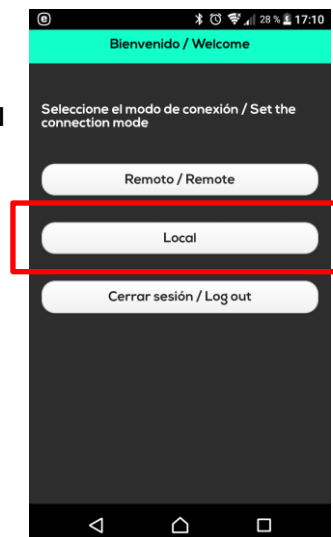 28 % 17:10
Bienvenido / Welcome
Seleccione el modo de conexión / Set the
connection mode
Remoto / Remote
Local
Cerrar sesión / Log out